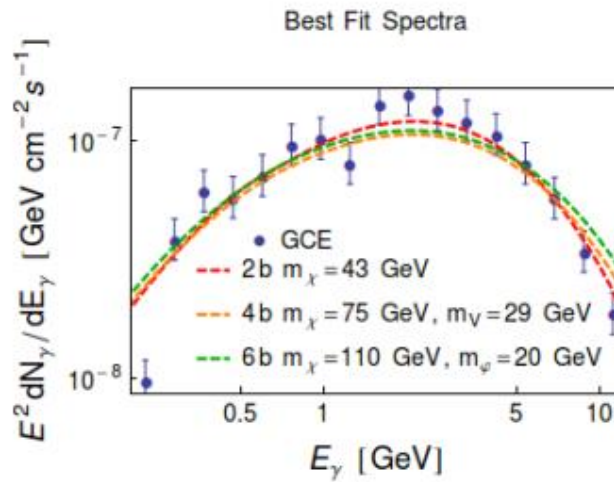 Best Fit Spectra
E² dNγ/dEγ [GeV cm⁻² s⁻¹]
10⁻⁷
10⁻⁸
GCE
2b mχ=43 GeV
4b mχ=75 GeV, mV=29 GeV
6b mχ=110 GeV, mφ=20 GeV
0.5 1 5 10
Eγ [GeV]